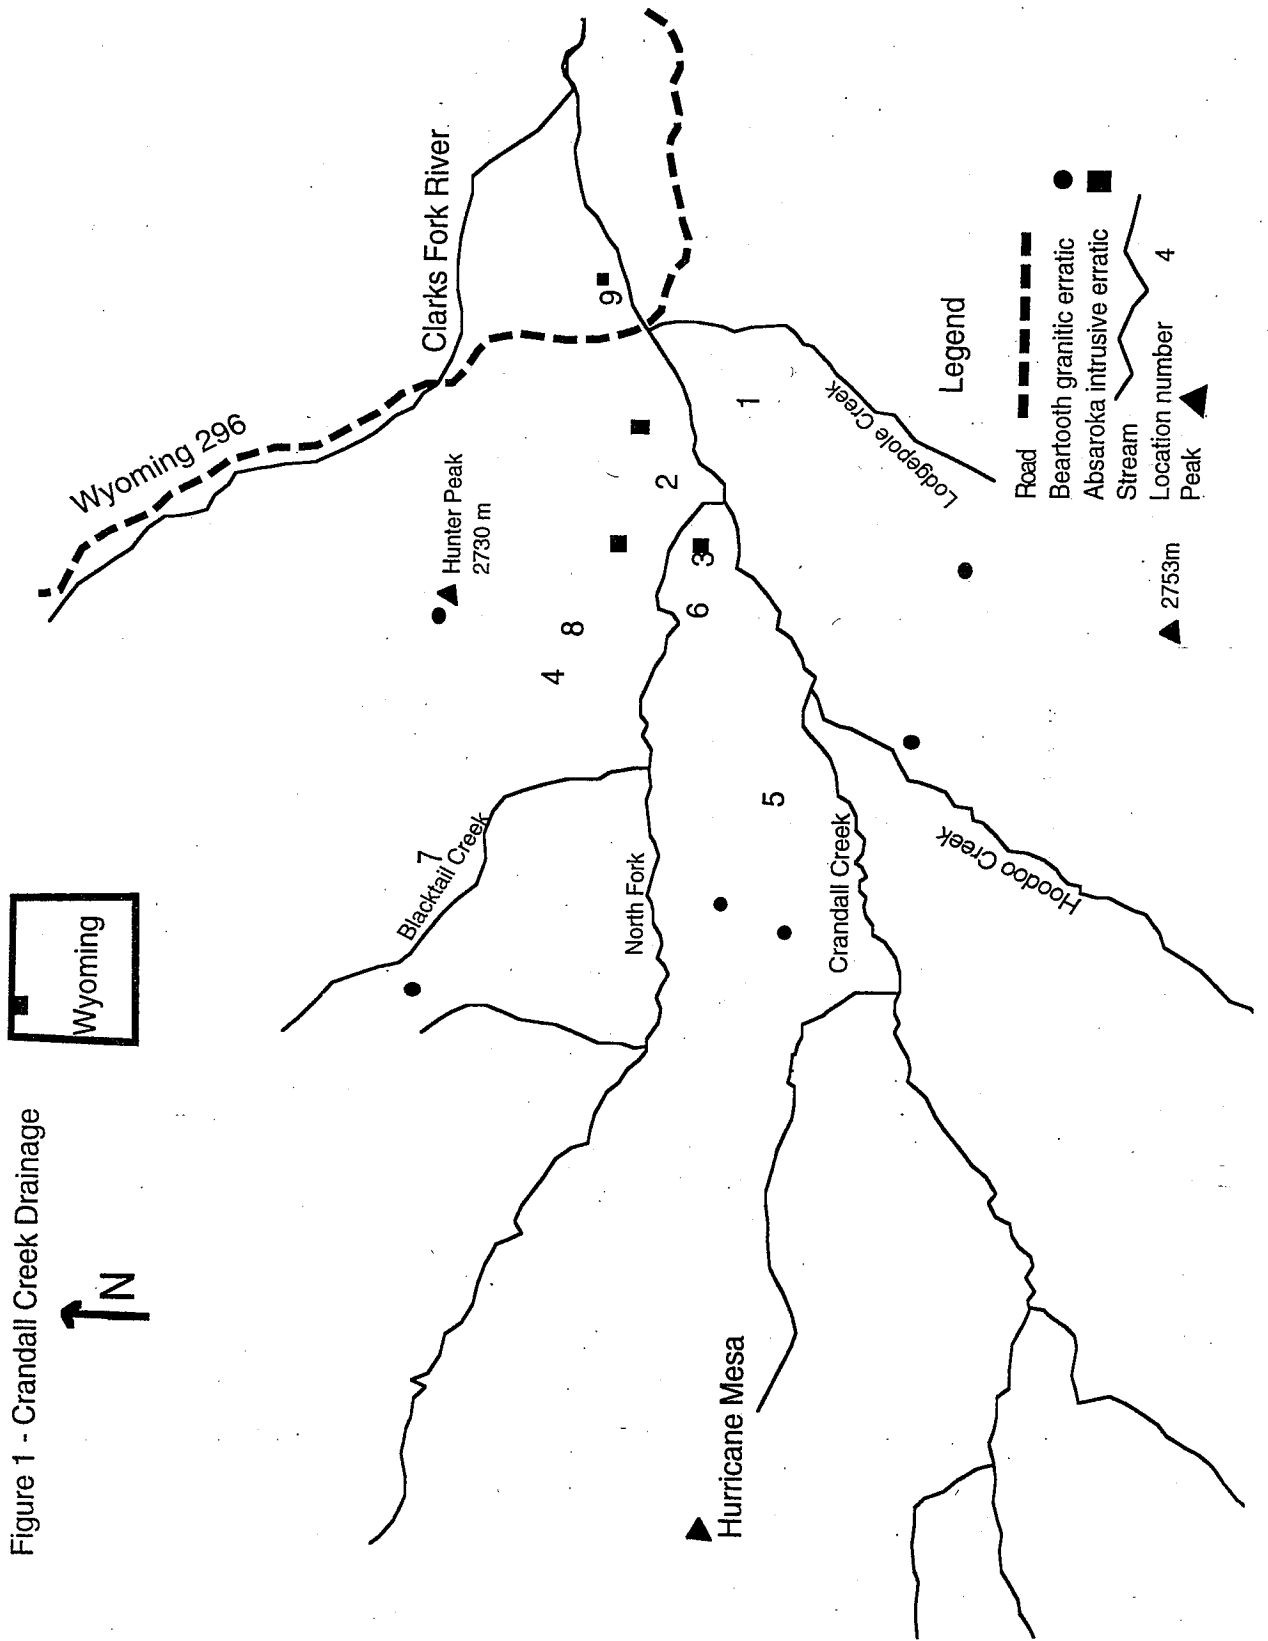 Figure 1 - Crandall Creek Drainage
N
Wyoming
Wyoming 296
Clarks Fork River
Hunter Peak
2730 m
Blacktail Creek
7
4
8
9
2
3
6
1
5
North Fork
Crandall Creek
Lodgepole Creek
Hoodoo Creek
Hurricane Mesa
2753m
Legend
Road
Beartooth granitic erratic
Absaroka intrusive erratic
Stream
Location number 4
Peak